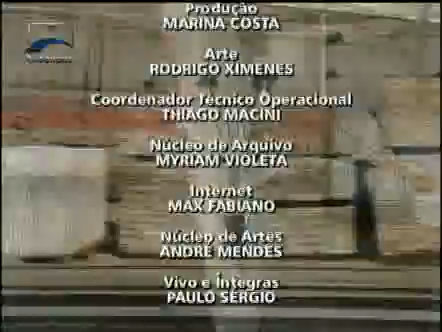 Produção
MARINA COSTA
Arte
RODRIGO XIMENES
Coordenador Técnico Operacional
THIAGO MACINI
Núcleo de Arquivo
MYRIAM VIOLETA
Internet
MAX FABIANO
Núcleo de Artes
ANDRÉ MENDES
Vivo e Íntegras
PAULO SÉRGIO